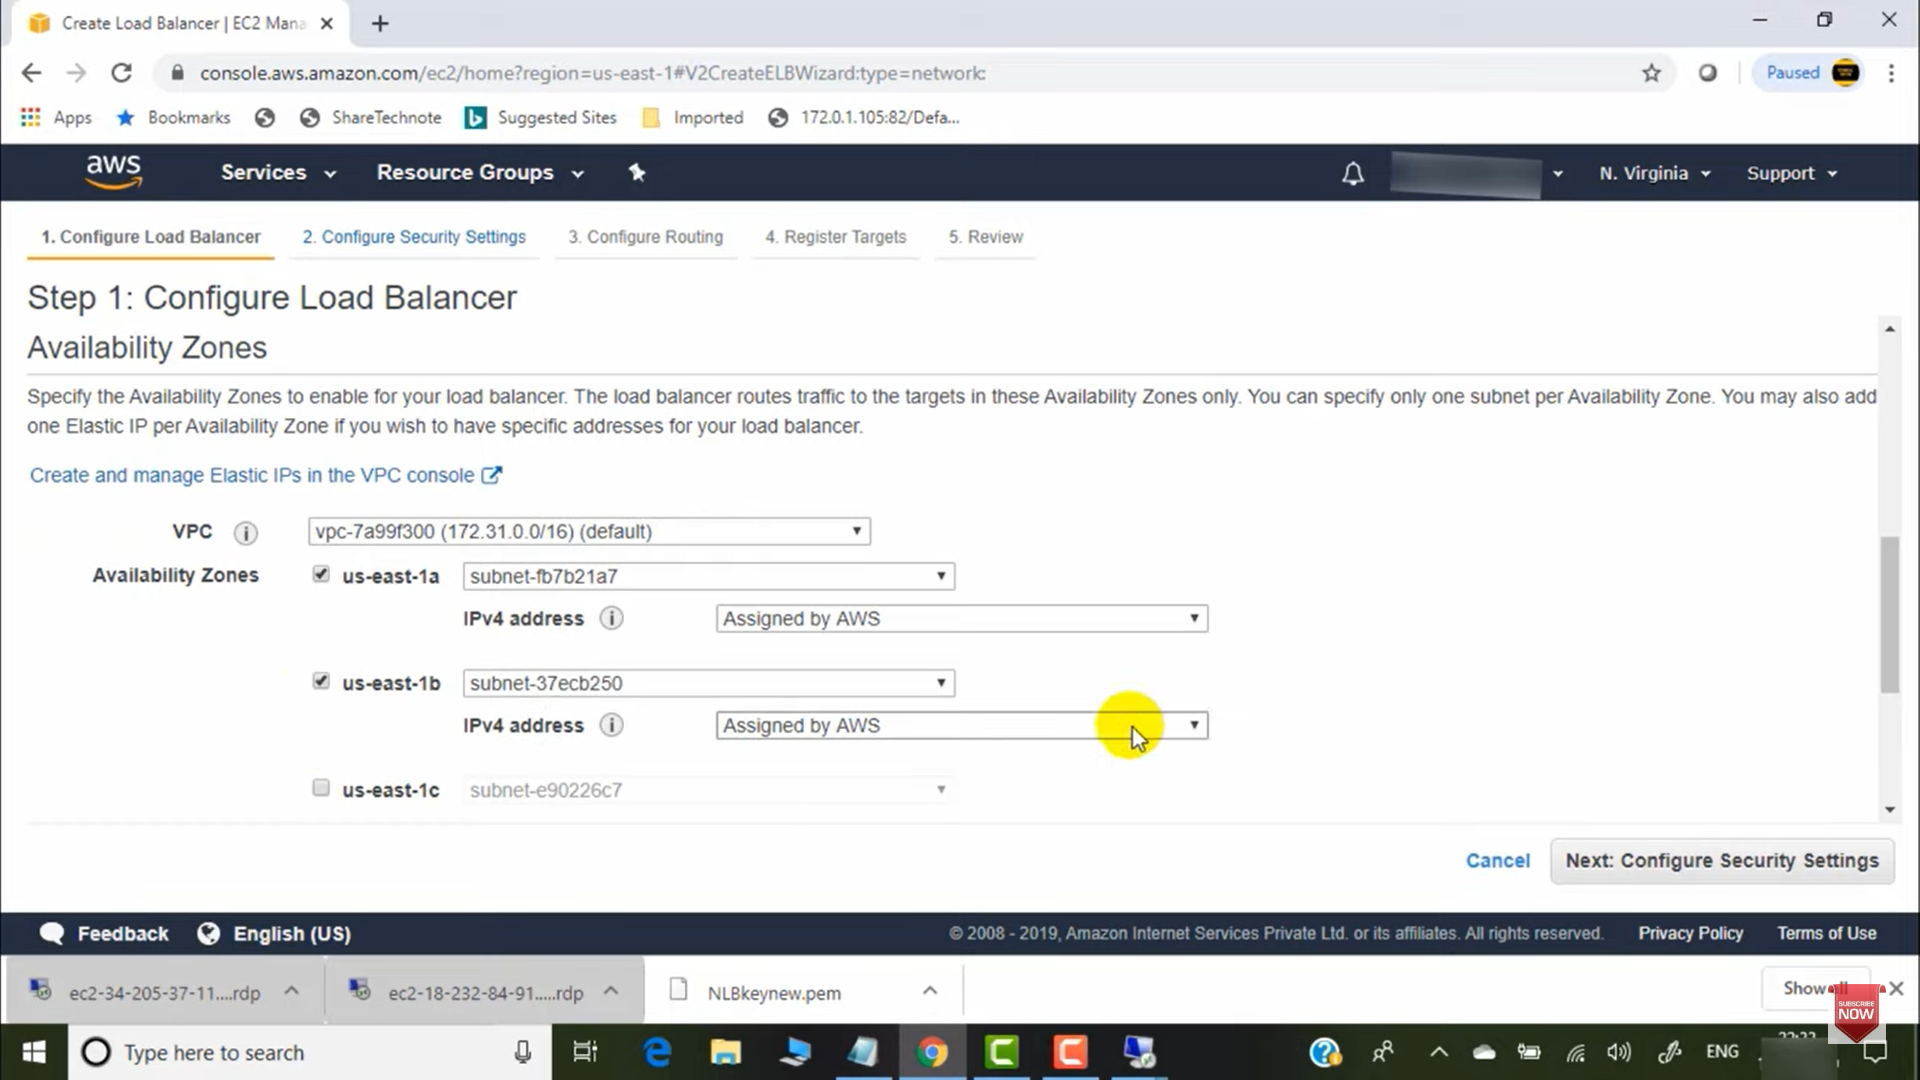 Create Load Balancer | EC2 Mana
console.aws.amazon.com/ec2/home?region=us-east-1#V2CreateELBWizard:type=network:
Paused
Apps Bookmarks ShareTechnote Suggested Sites Imported 172.0.1.105:82/Defa...
aws Services Resource Groups N. Virginia Support
1. Configure Load Balancer 2. Configure Security Settings 3. Configure Routing 4. Register Targets 5. Review
Step 1: Configure Load Balancer
Availability Zones
Specify the Availability Zones to enable for your load balancer. The load balancer routes traffic to the targets in these Availability Zones only. You can specify only one subnet per Availability Zone. You may also add
one Elastic IP per Availability Zone if you wish to have specific addresses for your load balancer.
Create and manage Elastic IPs in the VPC console
VPC vpc-7a99f300 (172.31.0.0/16) (default)
Availability Zones us-east-1a subnet-fb7b21a7
IPv4 address Assigned by AWS
us-east-1b subnet-37ecb250
IPv4 address Assigned by AWS
us-east-1c subnet-e90226c7
Cancel Next: Configure Security Settings
Feedback English (US) © 2008 - 2019, Amazon Internet Services Private Ltd. or its affiliates. All rights reserved. Privacy Policy Terms of Use
ec2-34-205-37-11....rdp ec2-18-232-84-91.....rdp NLBkeynew.pem Show
SUBSCRIBE
NOW
Type here to search ENG